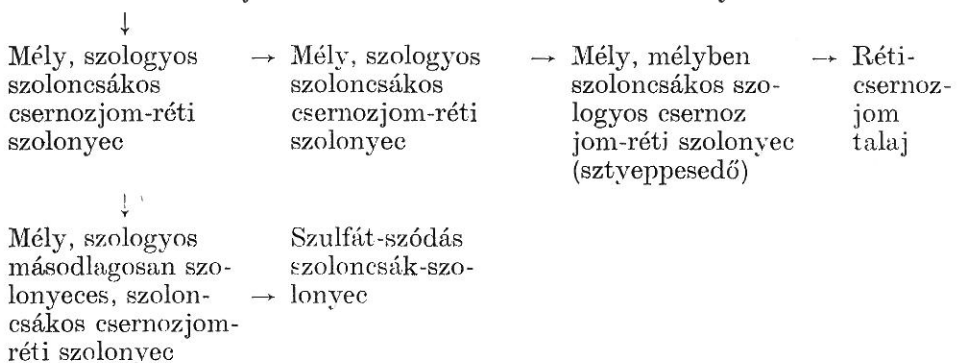 ↓
Mély, szologyos
szoloncsákos
csernozjom-réti
szolonyec
→ Mély, szologyos
szoloncsákos
csernozjom-réti
szolonyec
→ Mély, mélyben
szoloncsákos szo-
logyos csernoz
jom-réti szolonyec
(sztyeppesedő)
→ Réti-
csernoz-
jom
talaj
↓
Mély, szologyos
másodlagosan szo-
lonyeces, szolon-
csákos csernozjom-
réti szolonyec
Szulfát-szódás
szoloncsák-szo-
→ lonyec